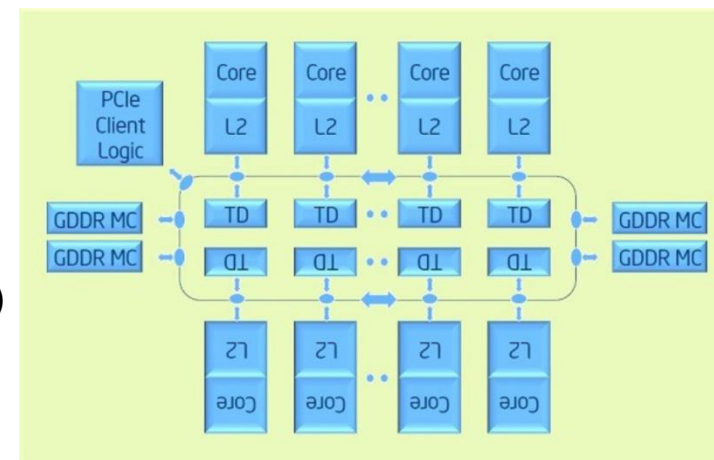 Core Core Core Core
L2 L2 L2 L2
PCIe
Client
Logic
TD TD TD TD
GDDR MC
GDDR MC
GDDR MC
GDDR MC
TD TD TD TD
L2 L2 L2 L2
Core Core Core Core
)